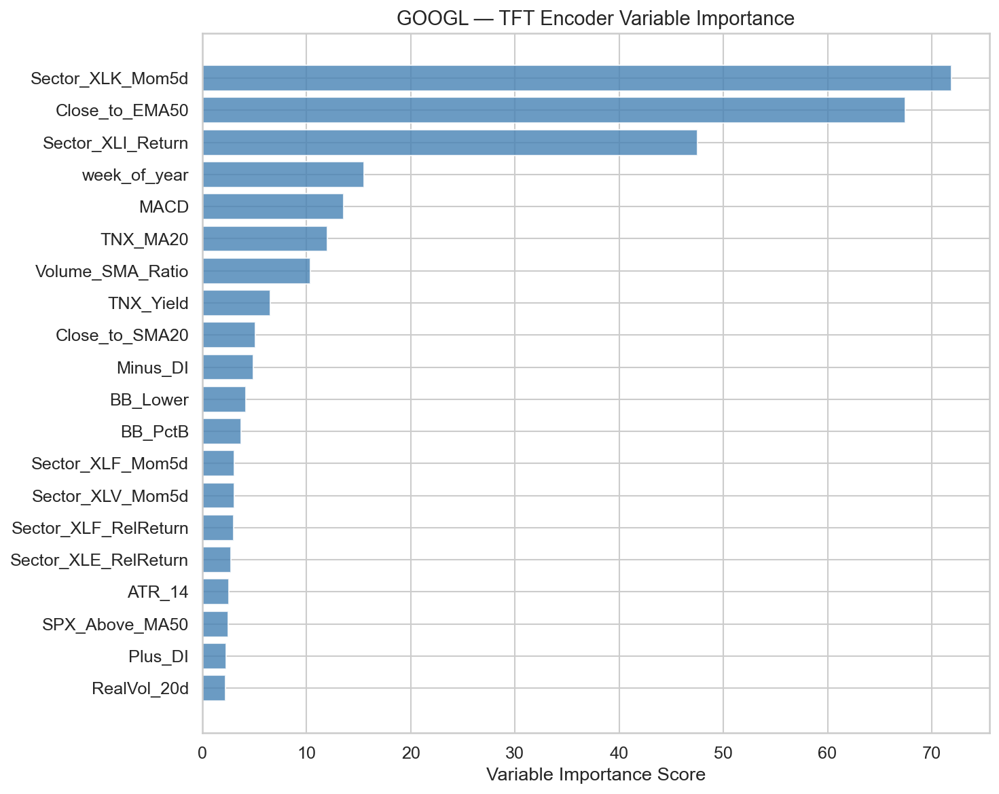 GOOGL — TFT Encoder Variable Importance
Sector_XLK_Mom5d
Close_to_EMA50
Sector_XLI_Return
week_of_year
MACD
TNX_MA20
Volume_SMA_Ratio
TNX_Yield
Close_to_SMA20
Minus_DI
BB_Lower
BB_PctB
Sector_XLF_Mom5d
Sector_XLV_Mom5d
Sector_XLF_RelReturn
Sector_XLE_RelReturn
ATR_14
SPX_Above_MA50
Plus_DI
RealVol_20d
0 10 20 30 40 50 60 70
Variable Importance Score